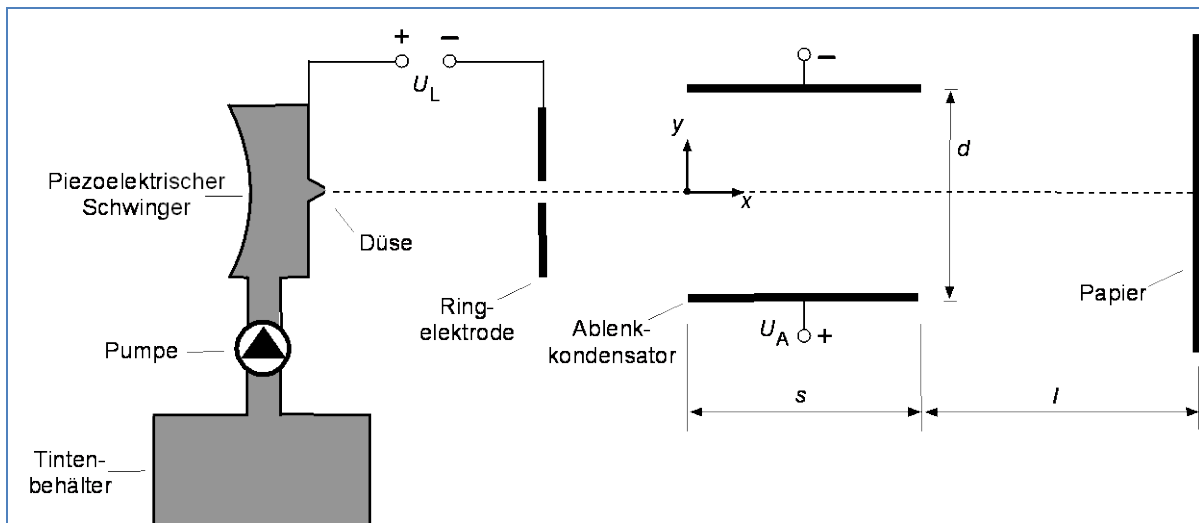 + −
U_L
−
y
d
Piezoelektrischer
Schwinger
x
Düse
Ring-
elektrode
Ablenk-
kondensator
U_A +
Papier
Pumpe
s
l
Tinten-
behälter